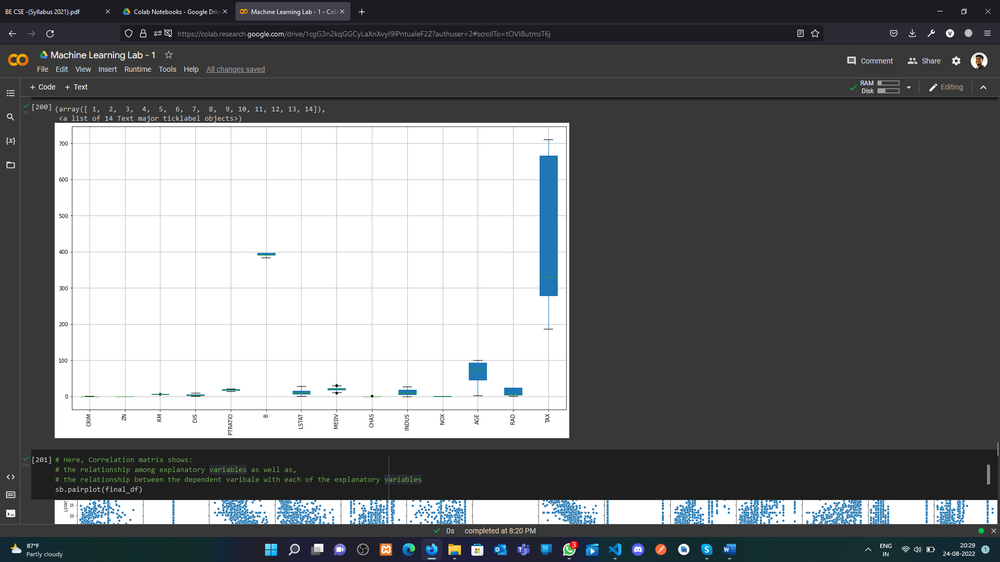 BE CSE -(Syllabus 2021).pdf
Colab Notebooks - Google Driv
Machine Learning Lab - 1 - Cola
https://colab.research.google.com/drive/1cgG3n2kqGGCyLaXnXvyI9lPntuaIeF2Z?authuser=2#scrollTo=tOVI8utmsT6j
V
Machine Learning Lab - 1
File Edit View Insert Runtime Tools Help All changes saved
Comment Share
+ Code + Text
RAM
Disk
Editing
{x}
[200]
1s
(array([ 1,  2,  3,  4,  5,  6,  7,  8,  9, 10, 11, 12, 13, 14]),
<a list of 14 Text major ticklabel objects>)
700
600
500
400
300
200
100
0
CRIM ZN RM DIS PTRATIO B LSTAT MEDV CHAS INDUS NOX AGE RAD TAX
[201]
2m
# Here, Correlation matrix shows:
# the relationship among explanatory variables as well as,
# the relationship between the dependent varibale with each of the explanatory variables
sb.pairplot(final_df)
LSTAT
15
10
0s completed at 8:20 PM
87°F
Partly cloudy
3
ENG
IN
20:29
24-08-2022
1